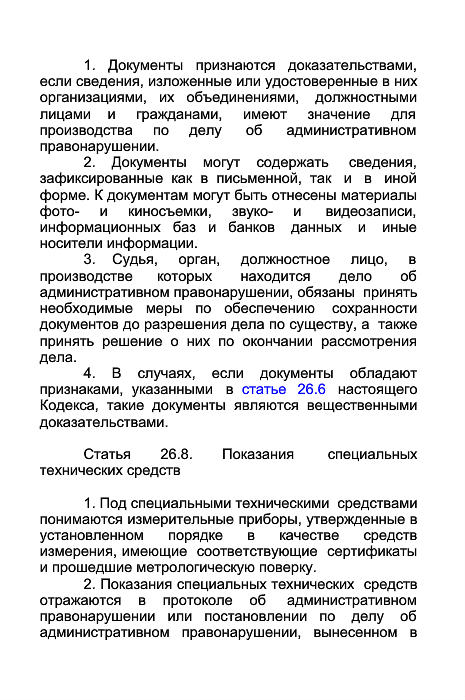 1. Документы признаются доказательствами,
если сведения, изложенные или удостоверенные в них
организациями, их объединениями, должностными
лицами и гражданами, имеют значение для
производства по делу об административном
правонарушении.
2. Документы могут содержать сведения,
зафиксированные как в письменной, так и в иной
форме. К документам могут быть отнесены материалы
фото- и киносъемки, звуко- и видеозаписи,
информационных баз и банков данных и иные
носители информации.
3. Судья, орган, должностное лицо, в
производстве которых находится дело об
административном правонарушении, обязаны принять
необходимые меры по обеспечению сохранности
документов до разрешения дела по существу, а также
принять решение о них по окончании рассмотрения
дела.
4. В случаях, если документы обладают
признаками, указанными в статье 26.6 настоящего
Кодекса, такие документы являются вещественными
доказательствами.
Статья 26.8. Показания специальных
технических средств
1. Под специальными техническими средствами
понимаются измерительные приборы, утвержденные в
установленном порядке в качестве средств
измерения, имеющие соответствующие сертификаты
и прошедшие метрологическую поверку.
2. Показания специальных технических средств
отражаются в протоколе об административном
правонарушении или постановлении по делу об
административном правонарушении, вынесенном в